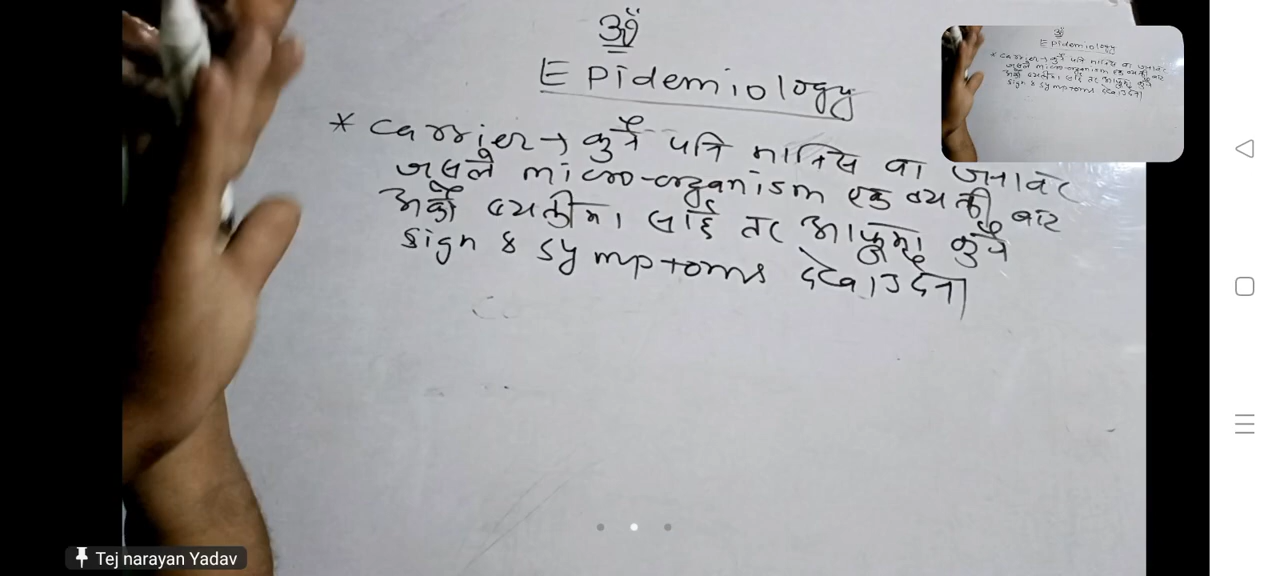 ॐ
Epidemiology
* Carrier → कुनै पनि मानिस वा जनावर
जसले micro-organism एक व्यक्ती बाट
अर्को व्यक्तीमा सार्छ तर आफूमा कुनै
sign & symptoms देखाउदैन।
Tej narayan Yadav